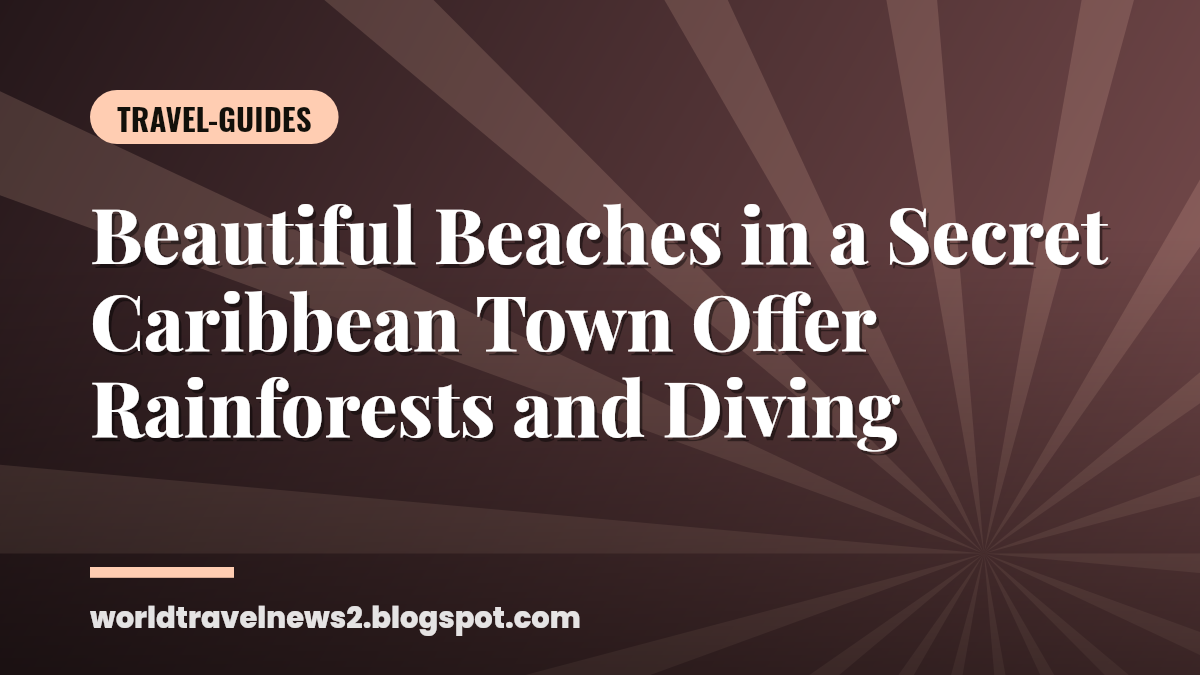 TRAVEL-GUIDES
Beautiful Beaches in a Secret
Caribbean Town Offer
Rainforests and Diving
worldtravelnews2.blogspot.com